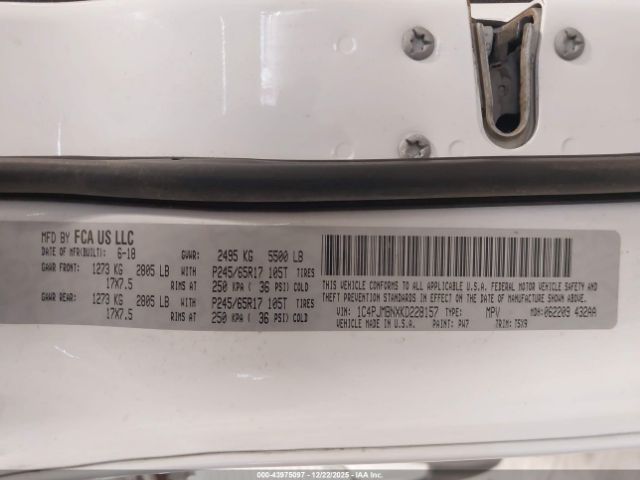 MFD BY FCA US LLC
DATE OF MFR(BUILT): 6-18 GVWR: 2495 KG 5500 LB
GAWR FRONT: 1273 KG 2805 LB WITH P245/65R17 105T TIRES
17X7.5 RIMS AT 250 KPA ( 36 PSI) COLD
GAWR REAR: 1273 KG 2805 LB WITH P245/65R17 105T TIRES
17X7.5 RIMS AT 250 KPA ( 36 PSI) COLD
THIS VEHICLE CONFORMS TO ALL APPLICABLE U.S.A. FEDERAL MOTOR VEHICLE SAFETY AND
THEFT PREVENTION STANDARDS IN EFFECT ON THE DATE OF MANUFACTURE SHOWN ABOVE.
VIN: 1C4PJMBNXKD228157 TYPE: MPV MDH:062209 432AA
VEHICLE MADE IN U.S.A. PAINT: PW7 TRIM: T5X9
000-43975097 - 12/22/2025 - IAAI.com